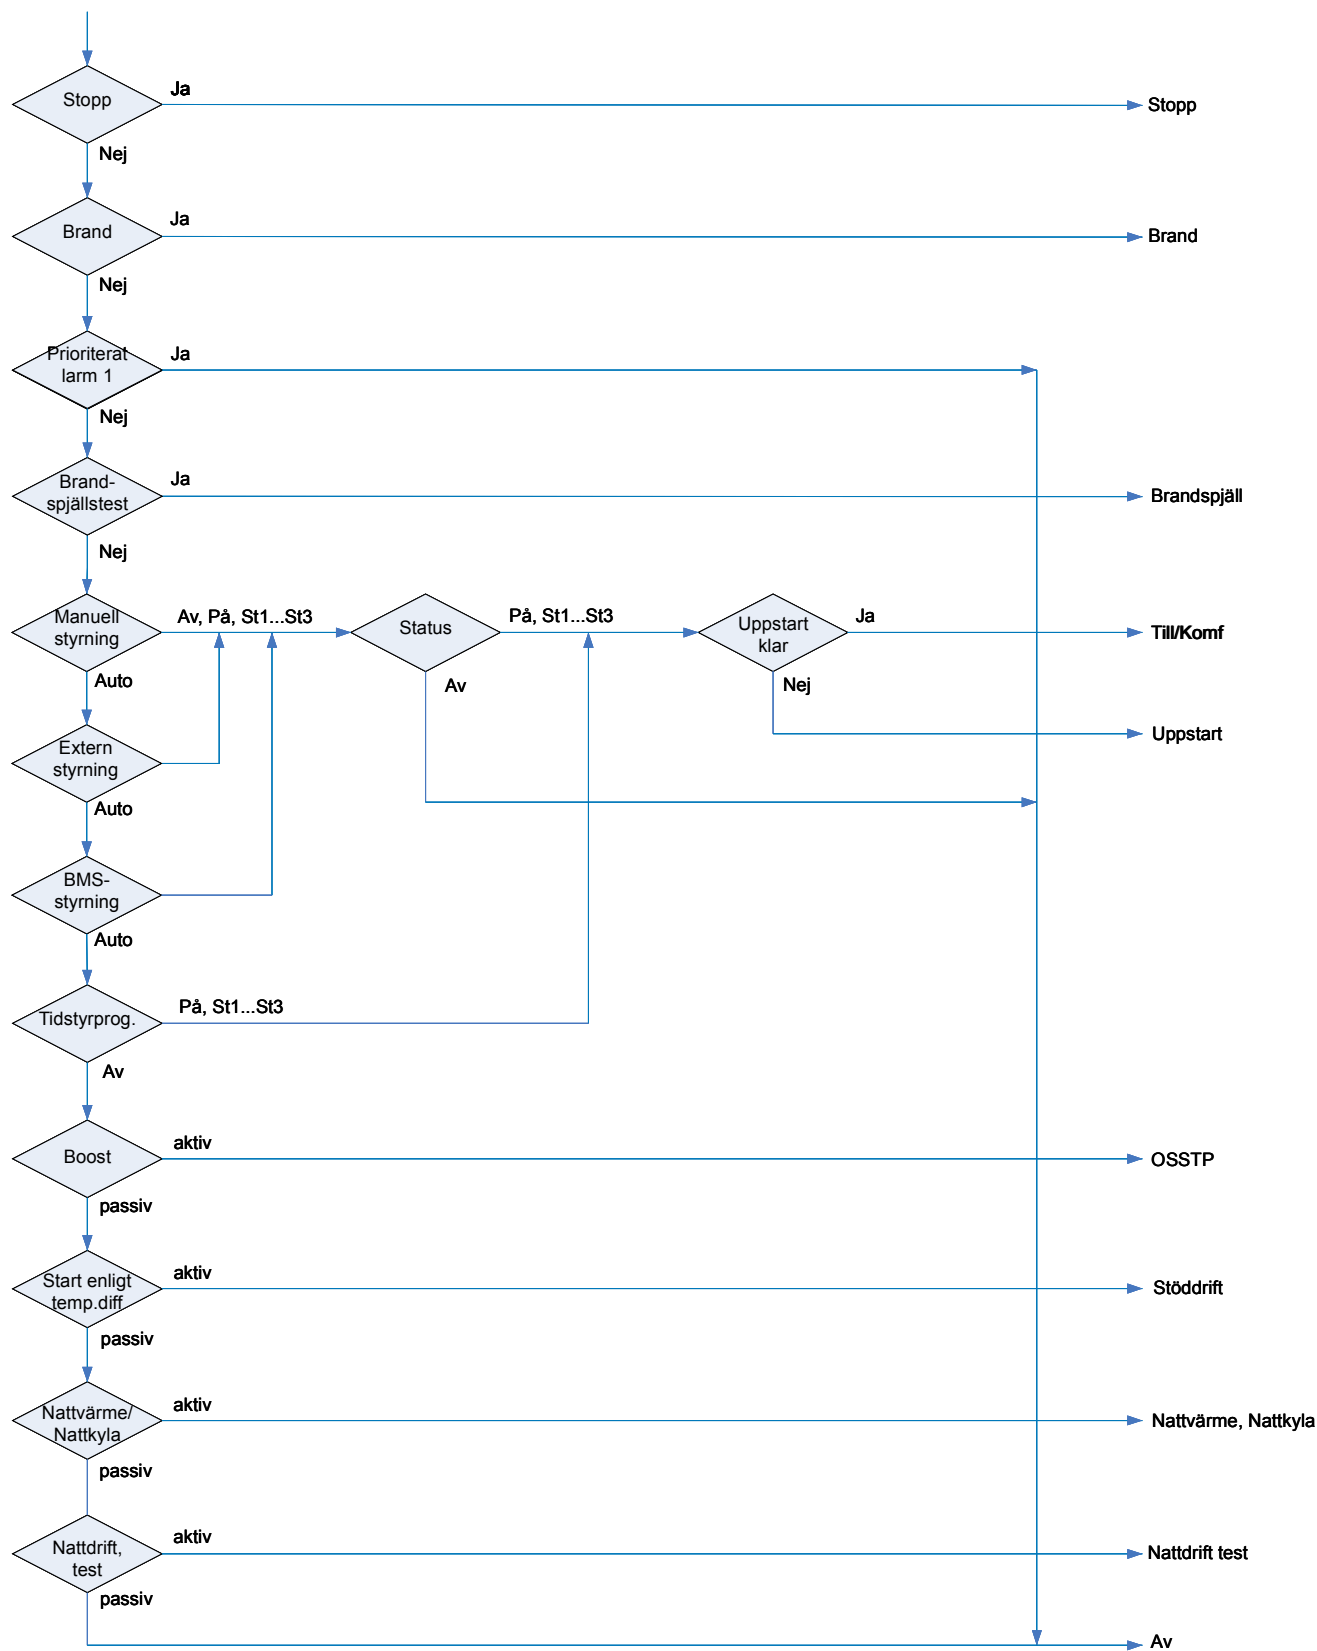 Stopp
Ja
Stopp
Nej
Brand
Ja
Brand
Nej
Prioriterat
larm 1
Ja
Nej
Brand-
spjällstest
Ja
Brandspjäll
Nej
Manuell
styrning
Av, På, St1...St3
Status
På, St1...St3
Uppstart
klar
Ja
Till/Komf
Auto
Av
Nej
Uppstart
Extern
styrning
Auto
BMS-
styrning
Auto
Tidstyrprog.
På, St1...St3
Av
Boost
aktiv
OSSTP
passiv
Start enligt
temp.diff
aktiv
Stöddrift
passiv
Nattvärme/
Nattkyla
aktiv
Nattvärme, Nattkyla
passiv
Nattdrift,
test
aktiv
Nattdrift test
passiv
Av